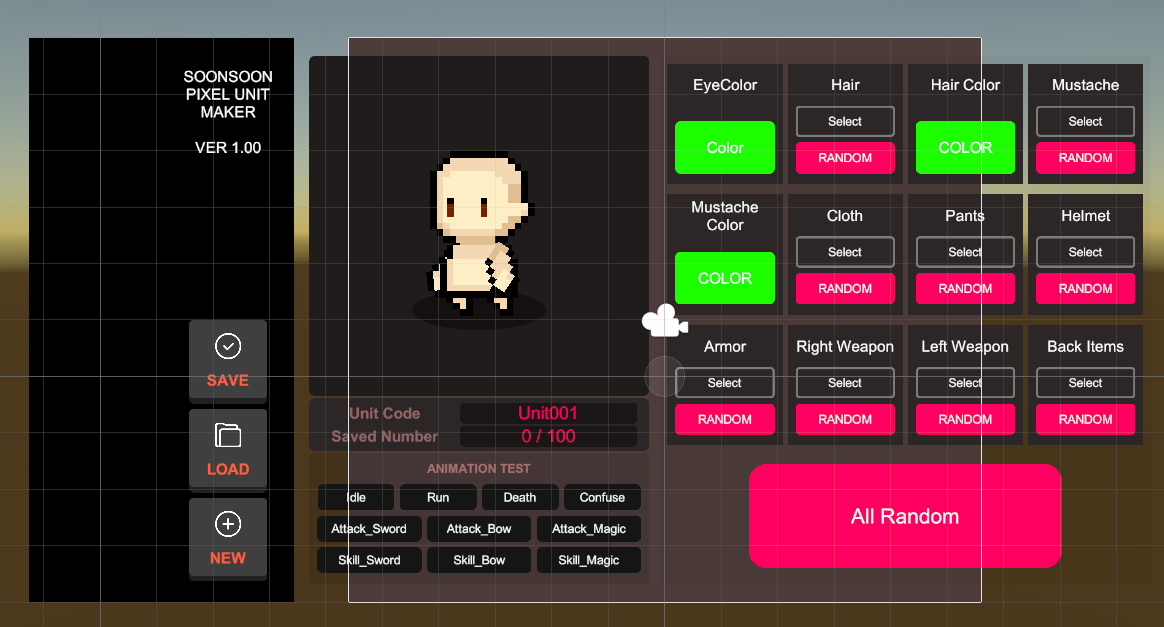 SOONSOON
PIXEL UNIT
MAKER
VER 1.00
SAVE
LOAD
NEW
Unit Code
Unit001
Saved Number
0 / 100
ANIMATION TEST
Idle
Run
Death
Confuse
Attack_Sword
Attack_Bow
Attack_Magic
Skill_Sword
Skill_Bow
Skill_Magic
EyeColor
Color
Hair
Select
RANDOM
Hair Color
COLOR
Mustache
Select
RANDOM
Mustache
Color
COLOR
Cloth
Select
RANDOM
Pants
Select
RANDOM
Helmet
Select
RANDOM
Armor
Select
RANDOM
Right Weapon
Select
RANDOM
Left Weapon
Select
RANDOM
Back Items
Select
RANDOM
All Random